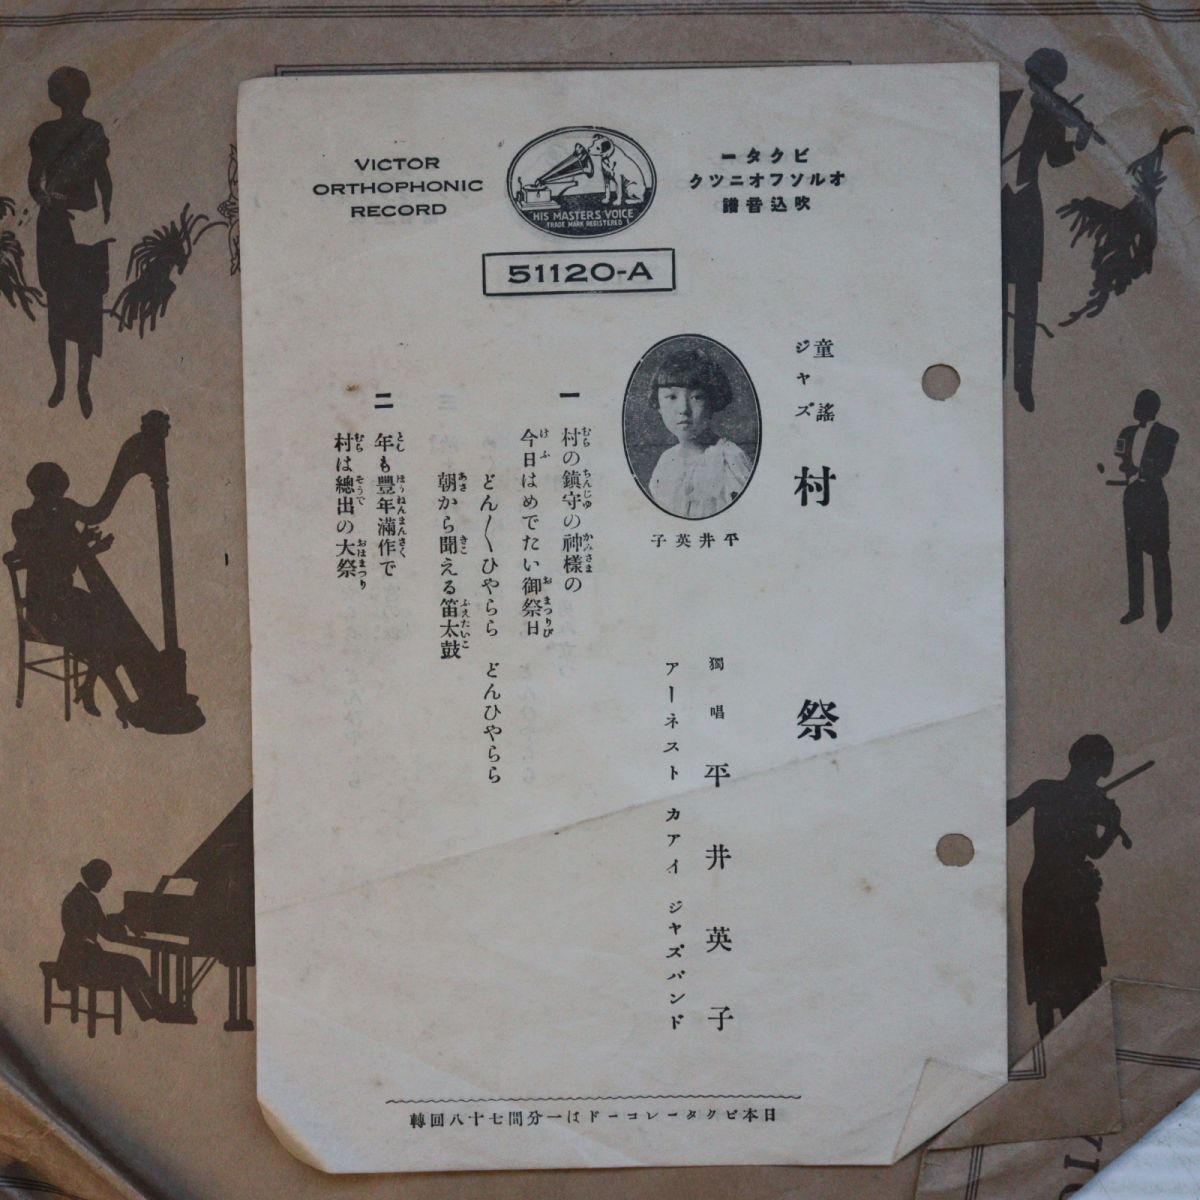 VICTOR
ORTHOPHONIC
RECORD
HIS MASTERS VOICE
TRADE MARK REGISTERED
ビクター
オルソフオニツク
吹込音譜
51120-A
童謠
ジャズ
村祭
平井英子
獨唱 平井英子
アーネスト カアイ ジャズバンド
一
村の鎭守の神樣の
今日はめでたい御祭日
どん〱ひやらら どんひやらら
朝から聞える笛太鼓
二
年も豐年滿作で
村は總出の大祭
日本ビクターレコードは一分間七十八回轉